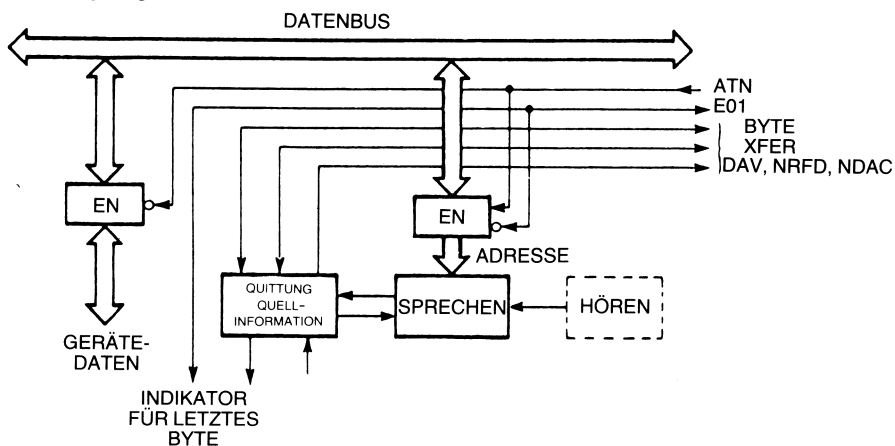 DATENBUS
ATN
E01
BYTE
XFER
DAV, NRFD, NDAC
EN
EN
ADRESSE
QUITTUNG
QUELL-
INFORMATION
SPRECHEN
HÖREN
GERÄTE-
DATEN
INDIKATOR
FÜR LETZTES
BYTE